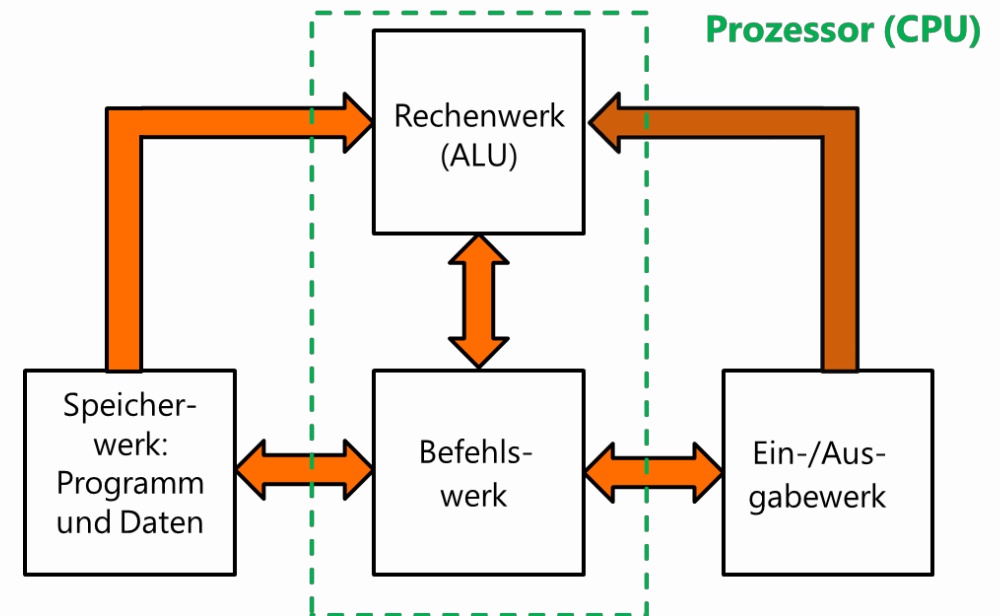 Prozessor (CPU)
Rechenwerk
(ALU)
Speicher-
werk:
Programm
und Daten
Befehls-
werk
Ein-/Aus-
gabewerk